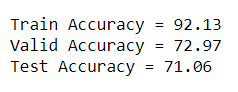 Train Accuracy = 92.13
Valid Accuracy = 72.97
Test Accuracy = 71.06